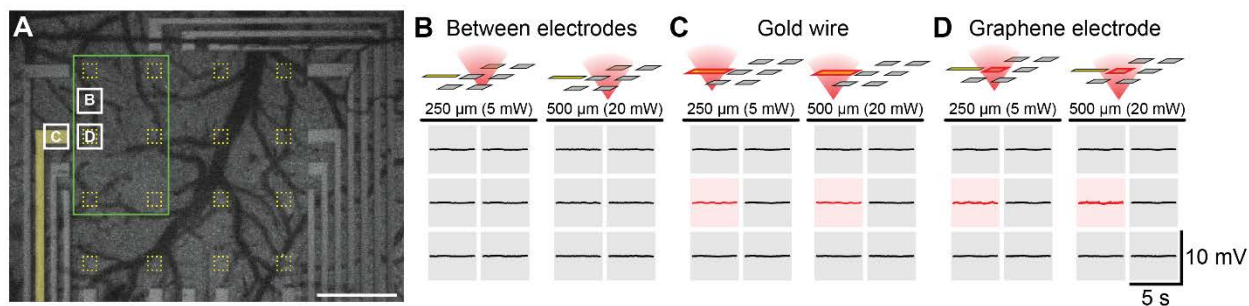 A
B
C
D
B Between electrodes
250 µm (5 mW) 500 µm (20 mW)
C Gold wire
250 µm (5 mW) 500 µm (20 mW)
D Graphene electrode
250 µm (5 mW) 500 µm (20 mW)
10 mV
5 s